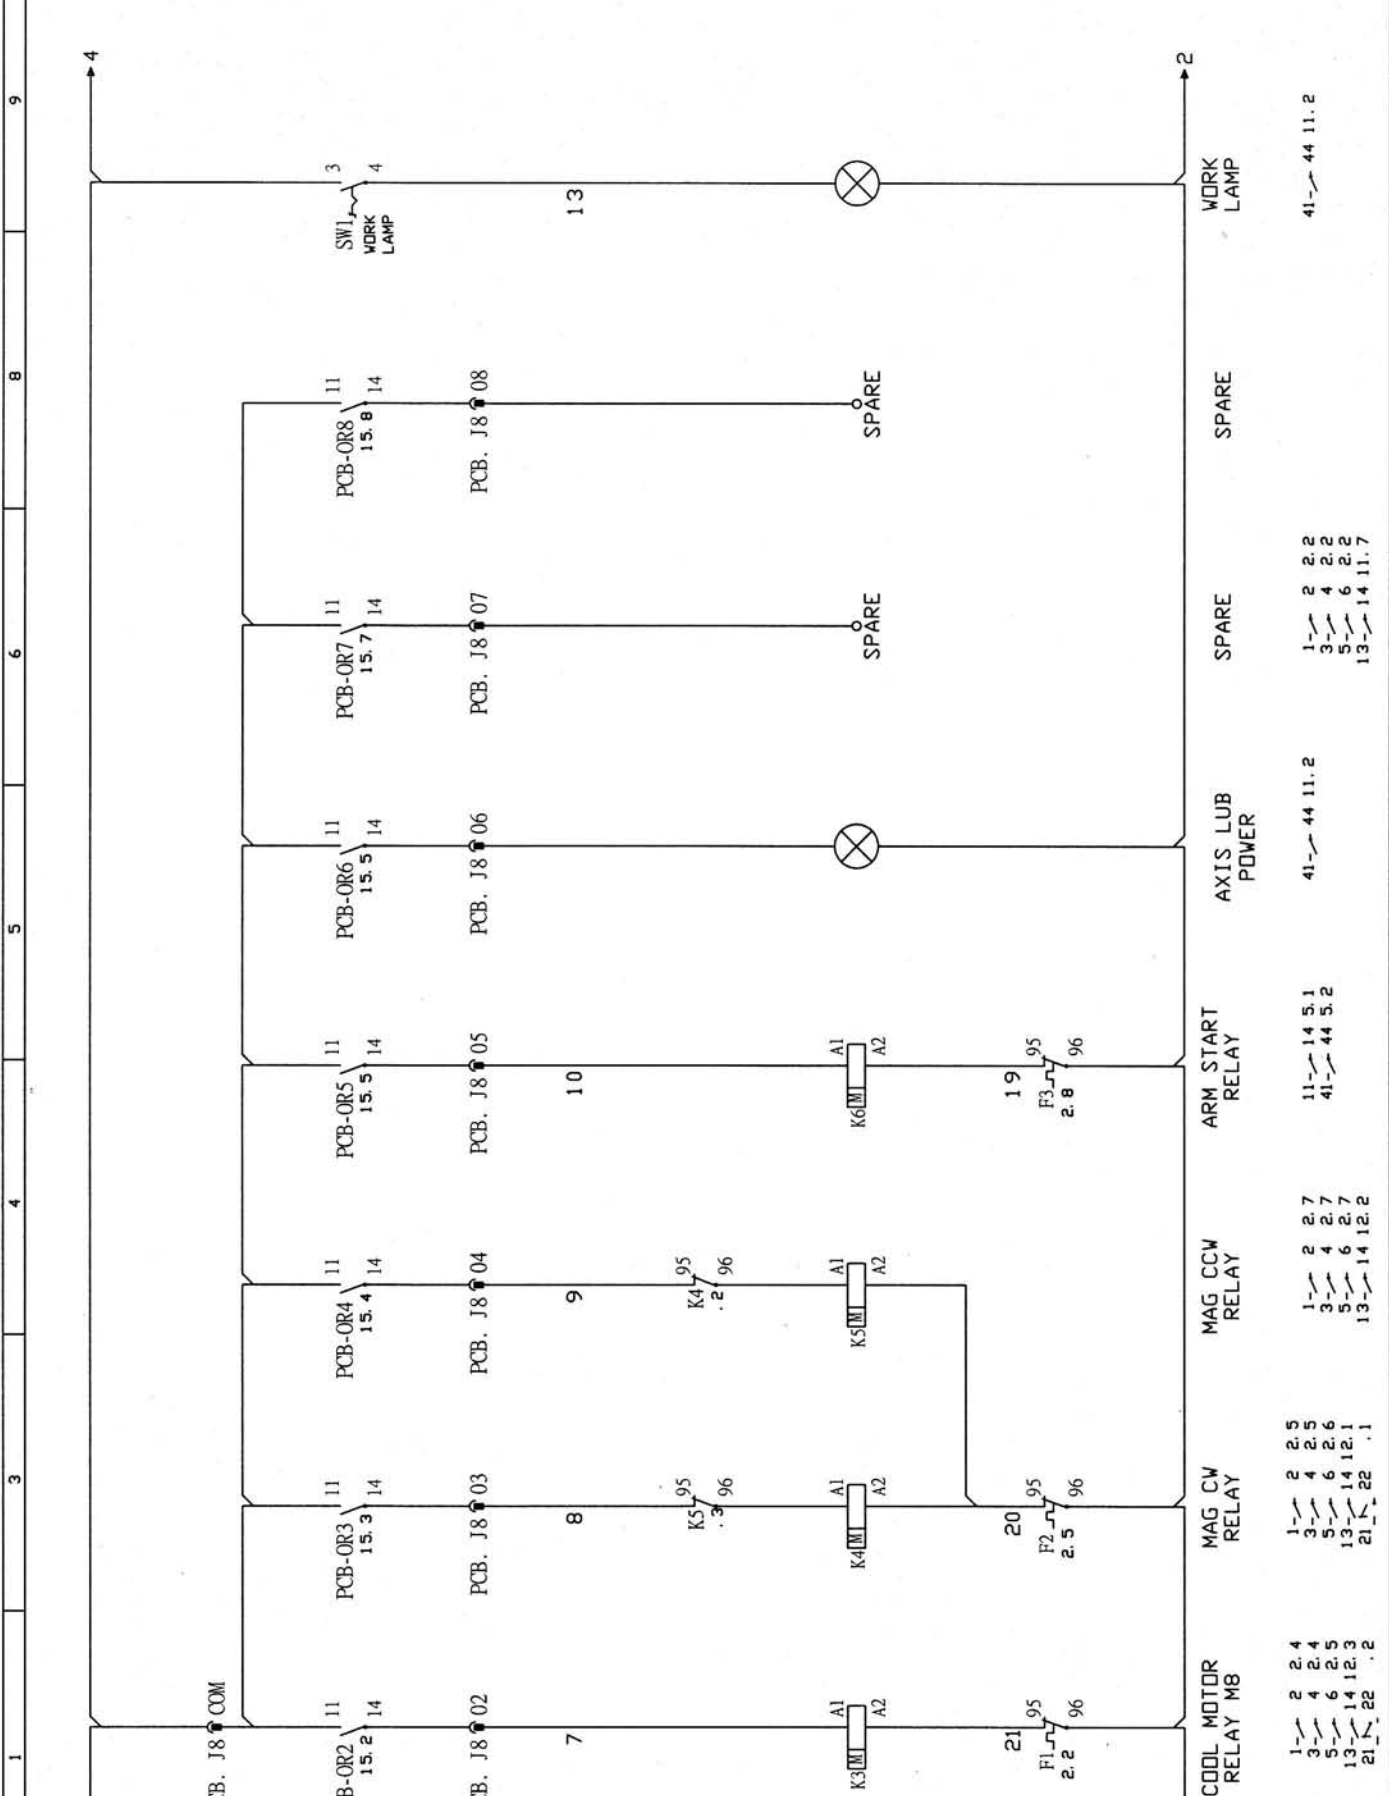 1
3
4
5
6
8
9
4
J8 COM
11
15.2
14
J8 02
7
A1
K3 M
A2
21
95
F1
2.2
96
COOL MOTOR
RELAY M8
1- 2 2.4
3- 4 2.4
5- 6 2.5
13- 14 12.3
21 22 .2
PCB-OR3
11
15.3
14
PCB. J8 03
8
95
K5
.3
96
A1
K4 M
A2
20
95
F2
2.5
96
MAG CW
RELAY
1- 2 2.5
3- 4 2.5
5- 6 2.6
13- 14 12.1
21 22 .1
PCB-OR4
11
15.4
14
PCB. J8 04
9
95
K4
.2
96
A1
K5 M
A2
MAG CCW
RELAY
1- 2 2.7
3- 4 2.7
5- 6 2.7
13- 14 12.2
PCB-OR5
11
15.5
14
PCB. J8 05
10
A1
K6 M
A2
19
95
F3
2.8
96
ARM START
RELAY
11- 14 5.1
41- 44 5.2
PCB-OR6
11
15.5
14
PCB. J8 06
AXIS LUB
POWER
41- 44 11.2
PCB-OR7
11
15.7
14
PCB. J8 07
SPARE
SPARE
1- 2 2.2
3- 4 2.2
5- 6 2.2
13- 14 11.7
PCB-OR8
11
15.8
14
PCB. J8 08
SPARE
SPARE
SW1
3
4
WORK
LAMP
13
WORK
LAMP
41- 44 11.2
2